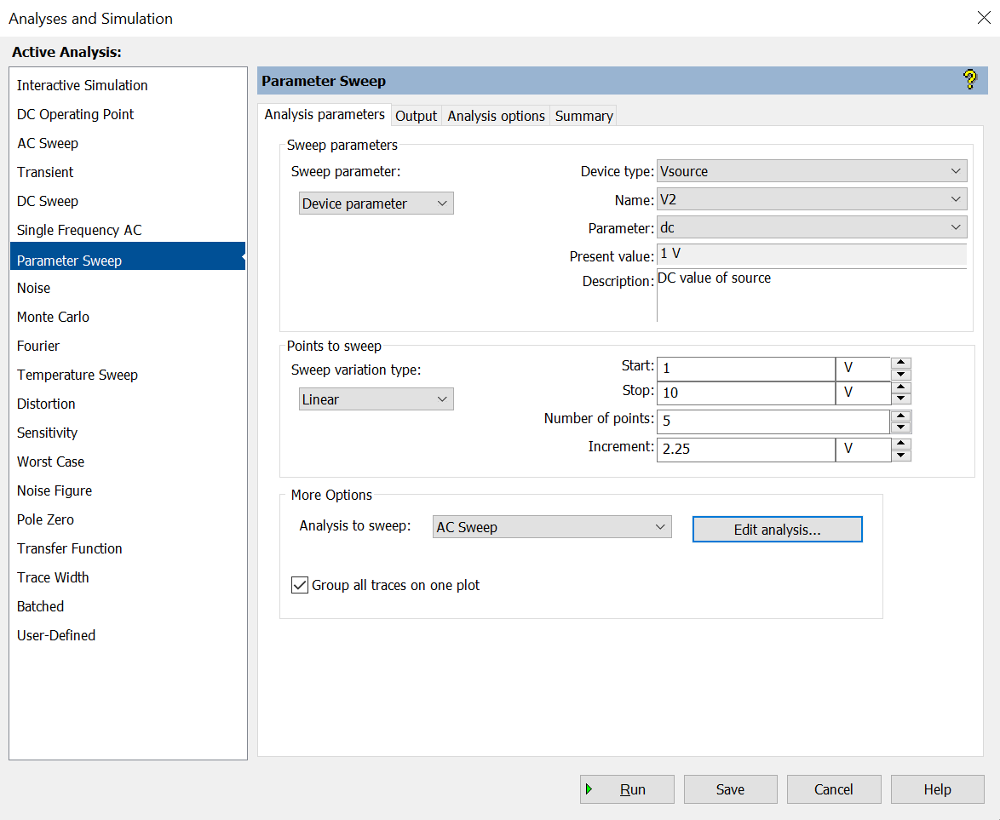 Analyses and Simulation
Active Analysis:
Interactive Simulation
DC Operating Point
AC Sweep
Transient
DC Sweep
Single Frequency AC
Parameter Sweep
Noise
Monte Carlo
Fourier
Temperature Sweep
Distortion
Sensitivity
Worst Case
Noise Figure
Pole Zero
Transfer Function
Trace Width
Batched
User-Defined
Parameter Sweep ?
Analysis parameters Output Analysis options Summary
Sweep parameters
Sweep parameter:
Device parameter
Device type: Vsource
Name: V2
Parameter: dc
Present value: 1 V
Description: DC value of source
Points to sweep
Sweep variation type:
Linear
Start: 1 V
Stop: 10 V
Number of points: 5
Increment: 2.25 V
More Options
Analysis to sweep: AC Sweep Edit analysis...
Group all traces on one plot
Run Save Cancel Help